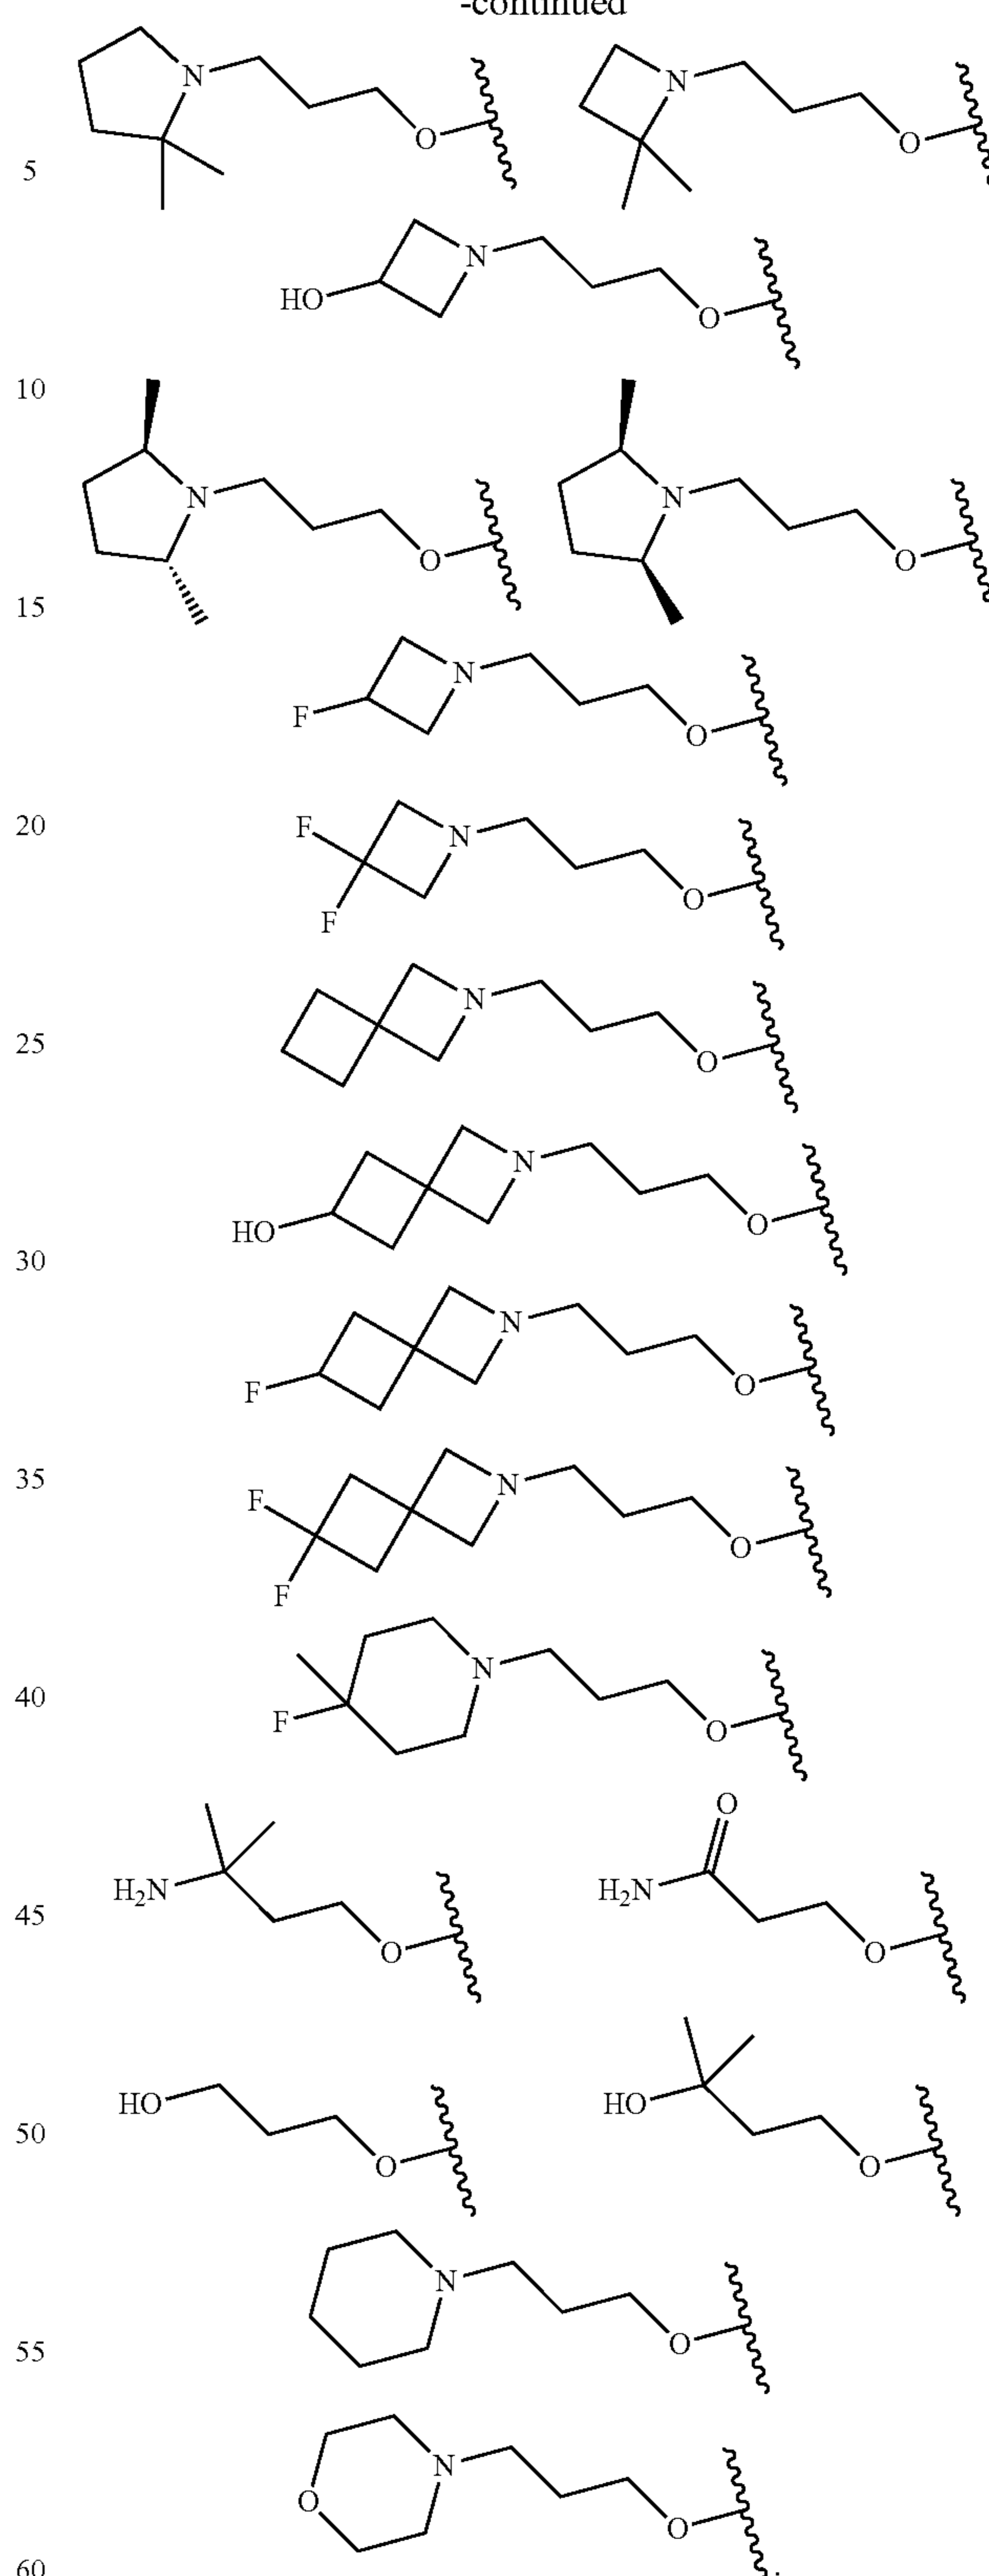 -continued
N N
O O
5
N
HO O
10
N N
O O
15
N
F O
20
F N
O
F
N
25
O
N
HO O
30
N
F O
35
F N
O
F
N
40
F O
O
H₂N H₂N
45
O O
HO HO
50
O O
N
55
O
N
O
O
60
.